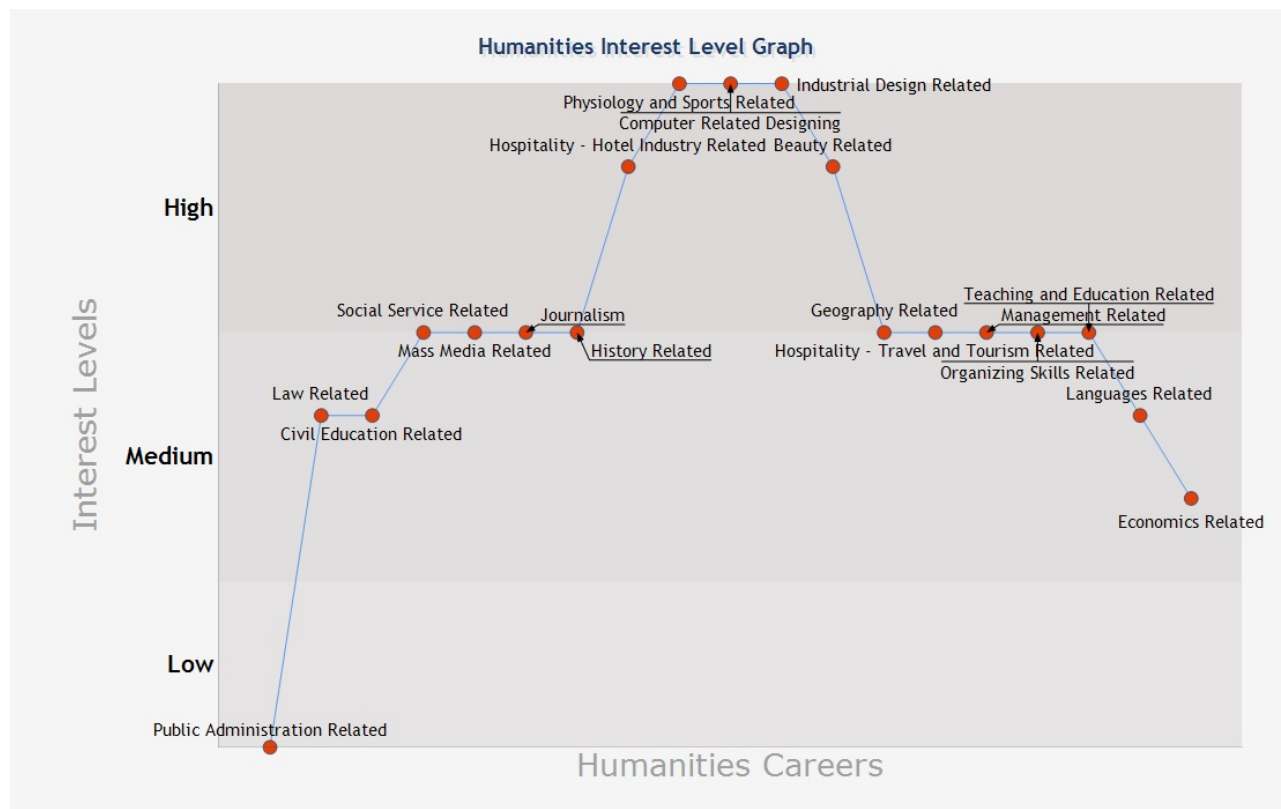 Humanities Interest Level Graph
Industrial Design Related
Physiology and Sports Related
Computer Related Designing
Hospitality - Hotel Industry Related
Beauty Related
High
Teaching and Education Related
Social Service Related
Journalism
Geography Related
Management Related
Mass Media Related
History Related
Hospitality - Travel and Tourism Related
Organizing Skills Related
Law Related
Languages Related
Civil Education Related
Medium
Interest Levels
Economics Related
Low
Public Administration Related
Humanities Careers